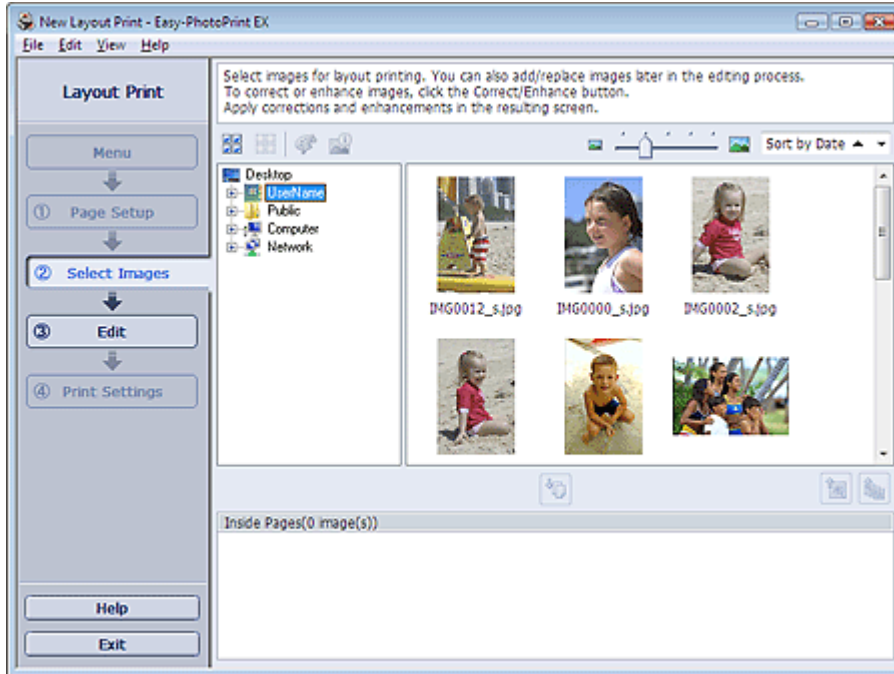 New Layout Print - Easy-PhotoPrint EX
File Edit View Help
Layout Print
Select images for layout printing. You can also add/replace images later in the editing process.
To correct or enhance images, click the Correct/Enhance button.
Apply corrections and enhancements in the resulting screen.
Menu
① Page Setup
② Select Images
③ Edit
④ Print Settings
Help
Exit
Sort by Date
Desktop
UserName
Public
Computer
Network
IMG0012_s.jpg IMG0000_s.jpg IMG0002_s.jpg
Inside Pages(0 image(s))